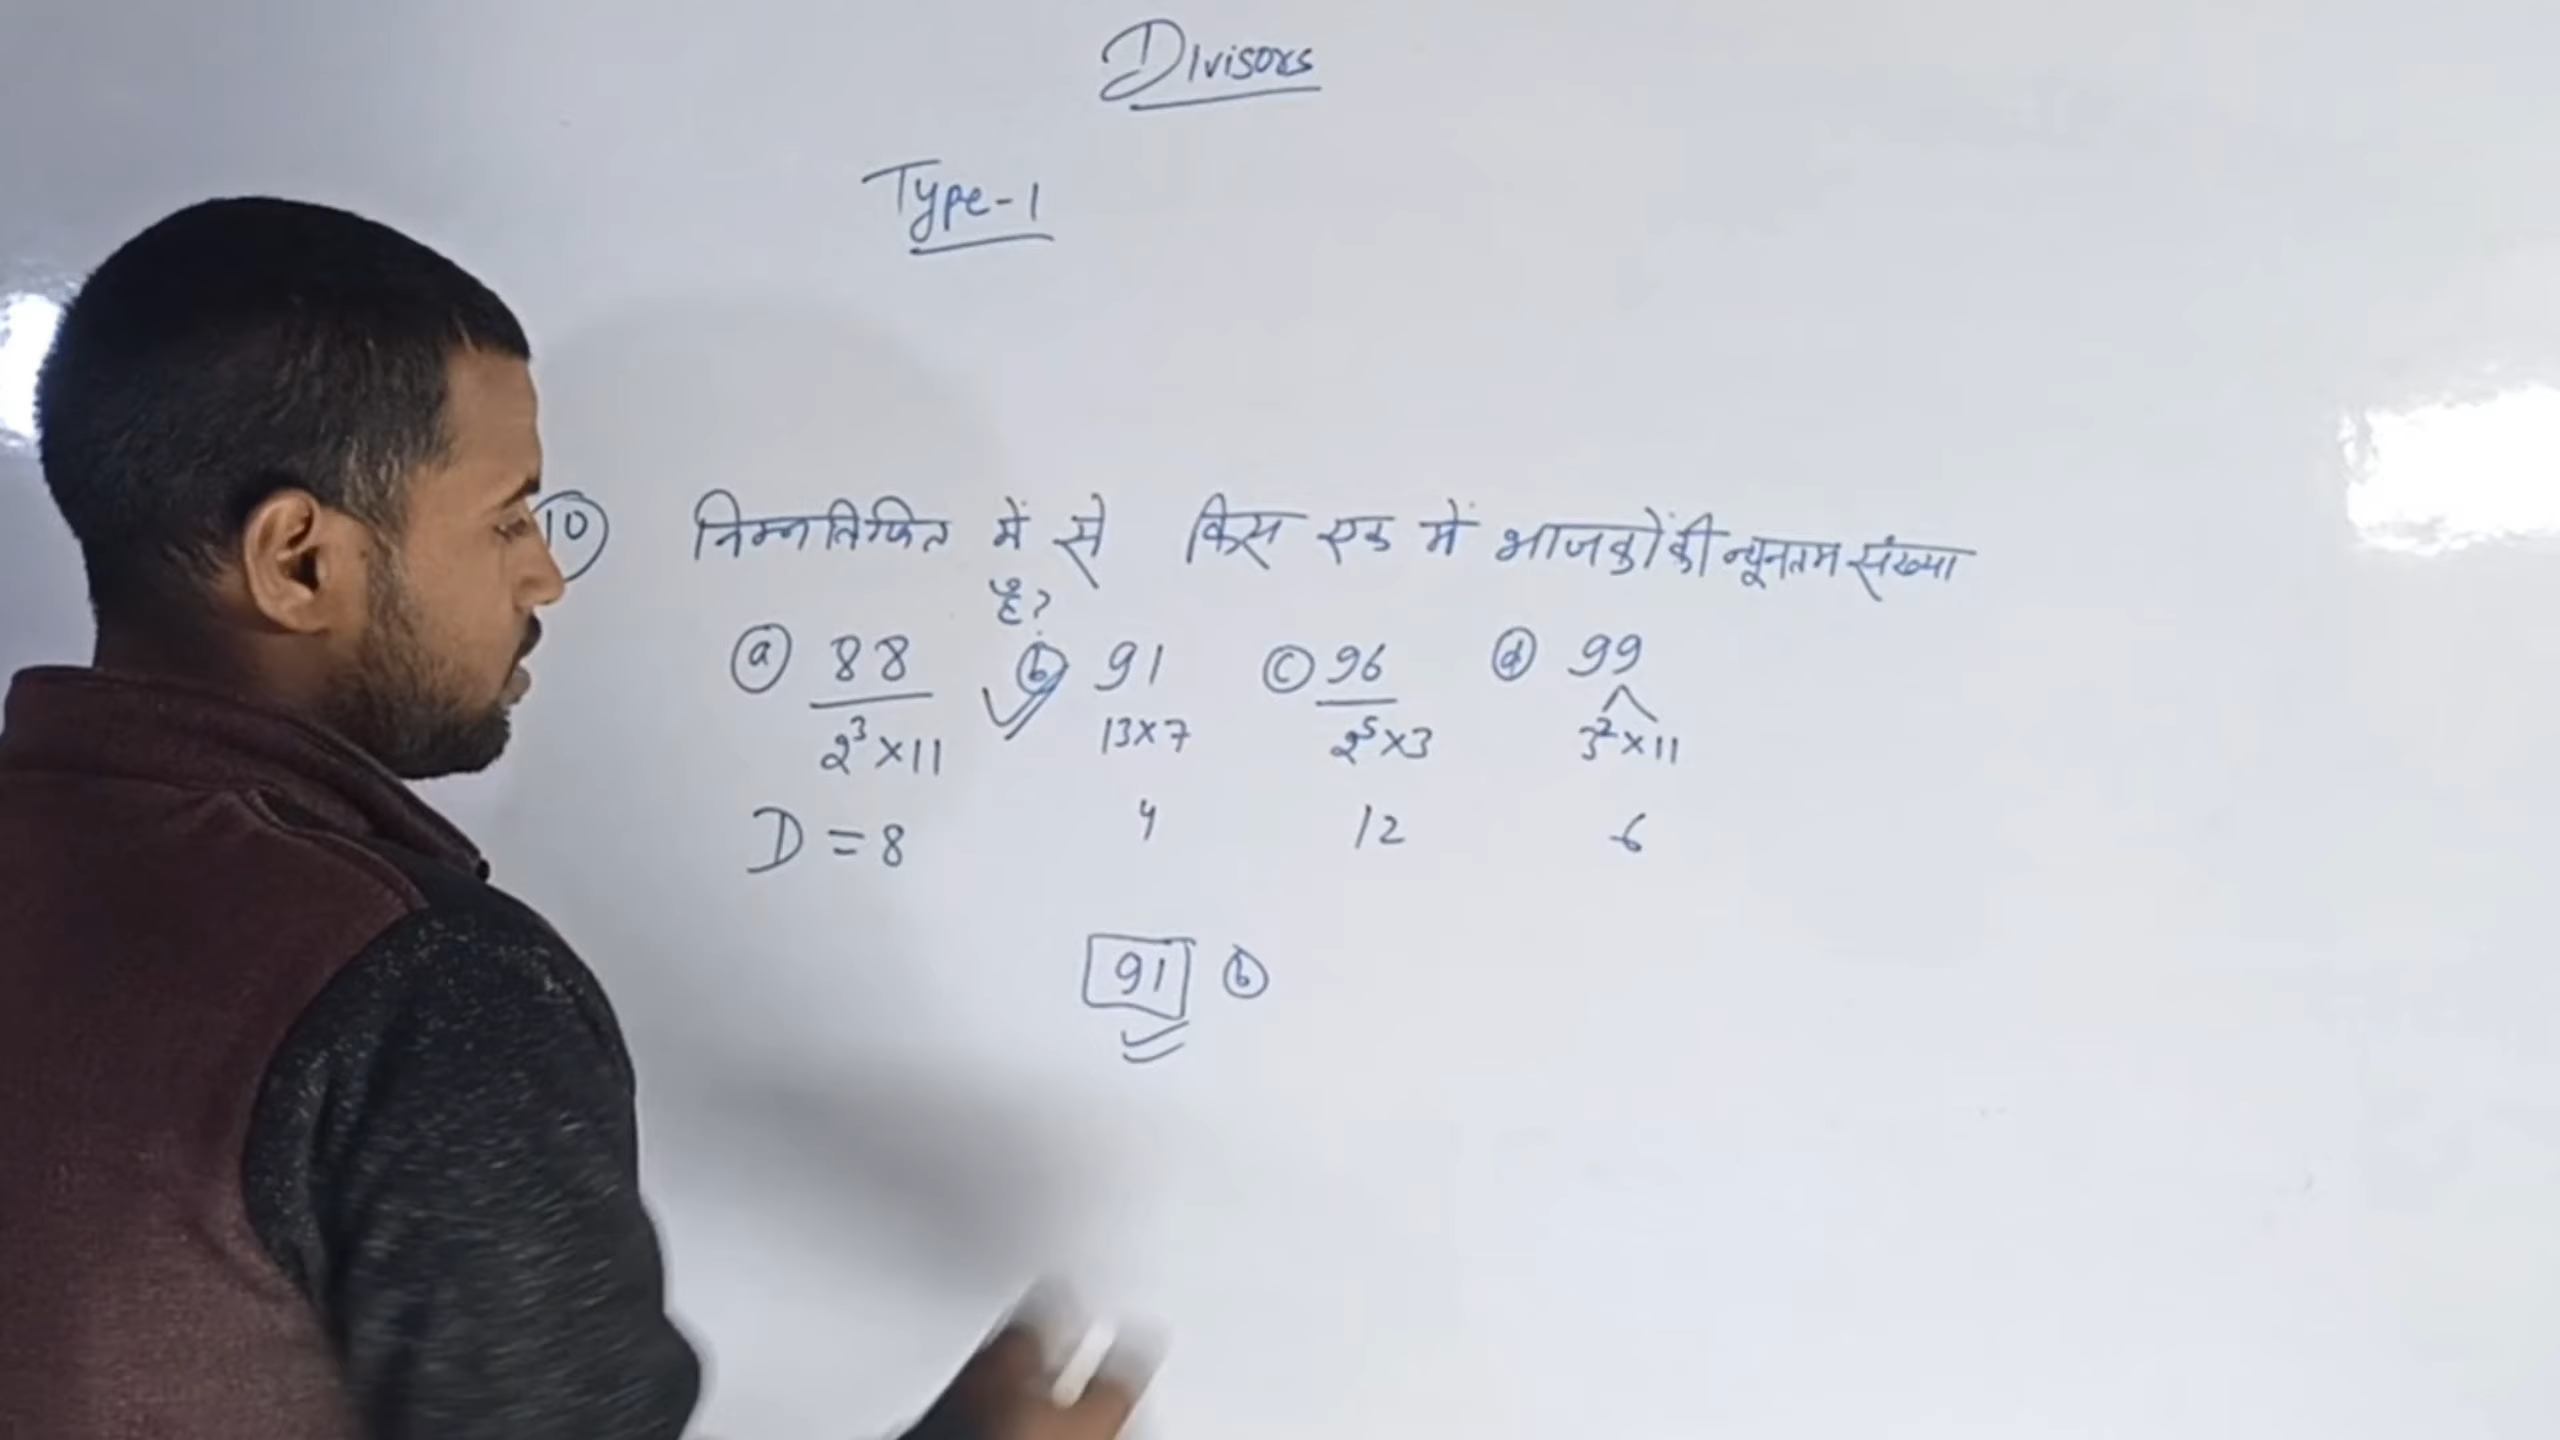 Divisors
Type-1
10 निम्नलिखित में से किस एक में भाजकों की न्यूनतम संख्या
है?
a 88 b 91 c 96 d 99
2³×11 13×7 2⁵×3 3²×11
D = 8 4 12 6
91 b